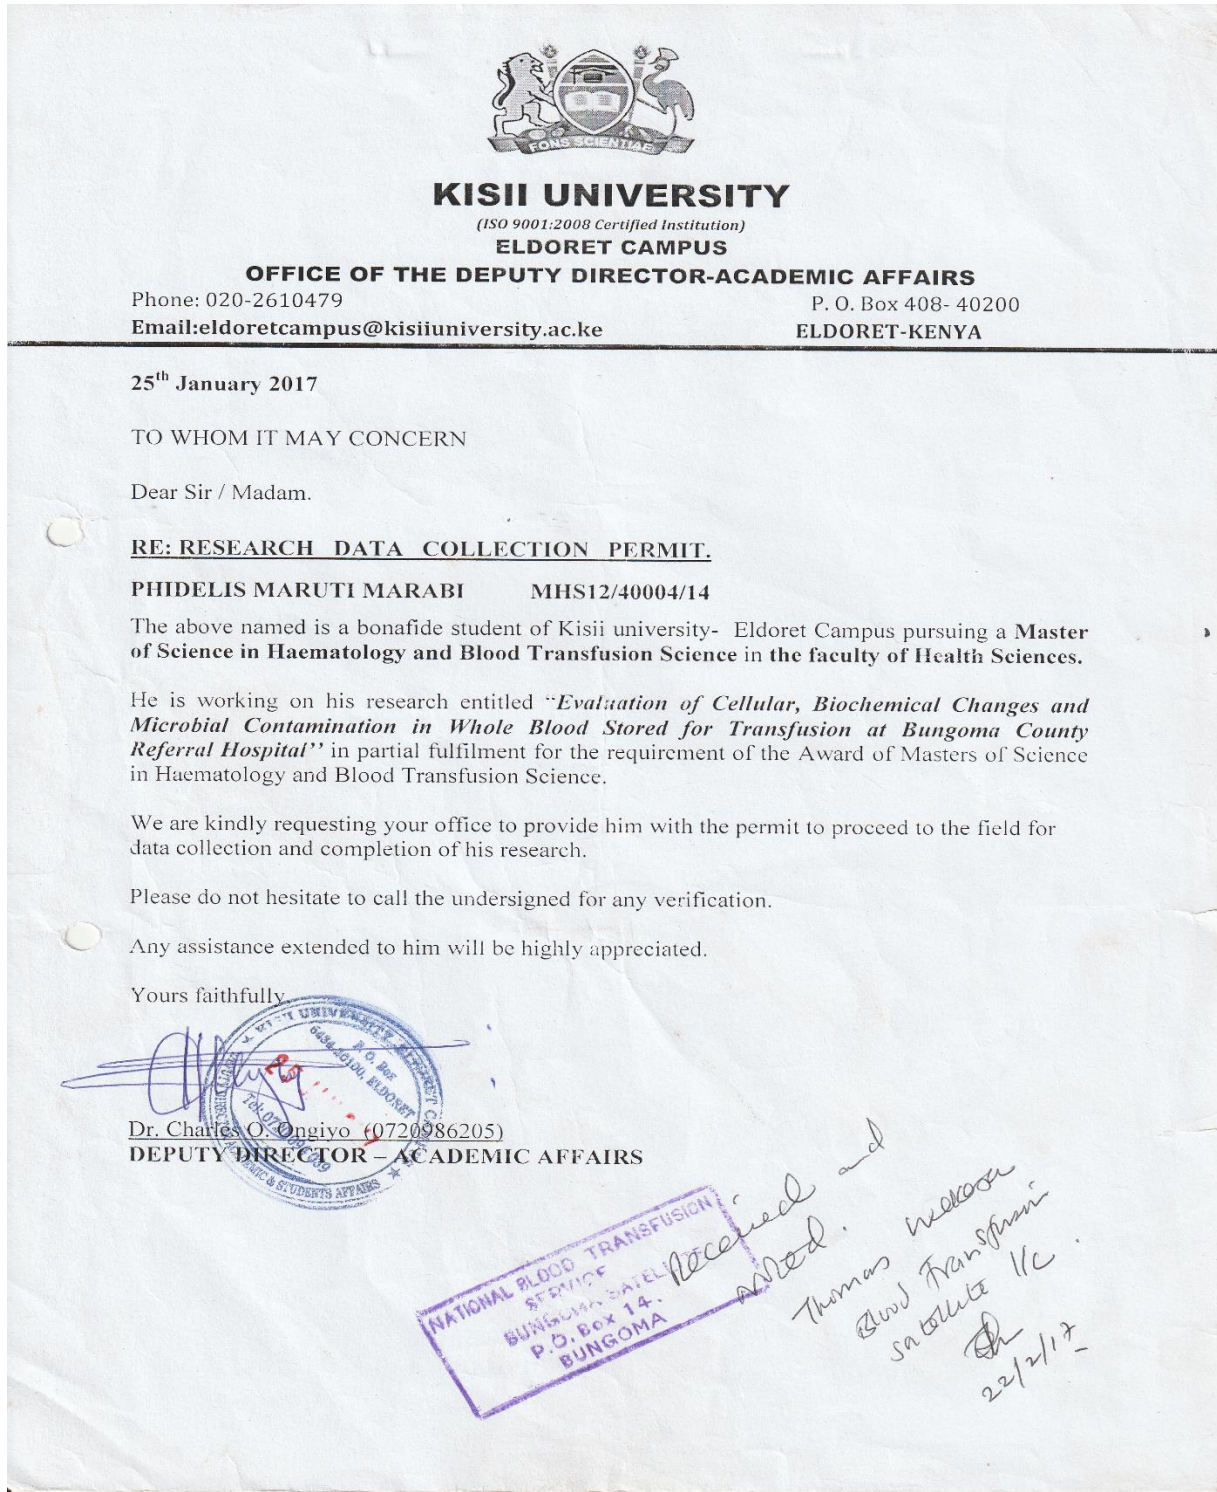 FONS SCIENTIAE
KISII UNIVERSITY
(ISO 9001:2008 Certified Institution)
ELDORET CAMPUS
OFFICE OF THE DEPUTY DIRECTOR-ACADEMIC AFFAIRS
Phone: 020-2610479 P. O. Box 408- 40200
Email:eldoretcampus@kisiiuniversity.ac.ke ELDORET-KENYA
25th January 2017
TO WHOM IT MAY CONCERN
Dear Sir / Madam.
RE: RESEARCH DATA COLLECTION PERMIT.
PHIDELIS MARUTI MARABI MHS12/40004/14
The above named is a bonafide student of Kisii university- Eldoret Campus pursuing a Master
of Science in Haematology and Blood Transfusion Science in the faculty of Health Sciences.
He is working on his research entitled “Evaluation of Cellular, Biochemical Changes and
Microbial Contamination in Whole Blood Stored for Transfusion at Bungoma County
Referral Hospital’’ in partial fulfilment for the requirement of the Award of Masters of Science
in Haematology and Blood Transfusion Science.
We are kindly requesting your office to provide him with the permit to proceed to the field for
data collection and completion of his research.
Please do not hesitate to call the undersigned for any verification.
Any assistance extended to him will be highly appreciated.
Yours faithfully,
KISII UNIVERSITY, ELDORET
P. O. Box
ELDORET
25
Dr. Charles O. Ongiyo (0720986205)
DEPUTY DIRECTOR – ACADEMIC AFFAIRS
& STUDENTS AFFAIRS
NATIONAL BLOOD TRANSFUSION
SERVICE
BUNGOMA SATELLITE
P.O. Box 14.
BUNGOMA
Received and
noted.
Thomas Wekesa
Blood Transfusion
Satellite I/C
22/2/17